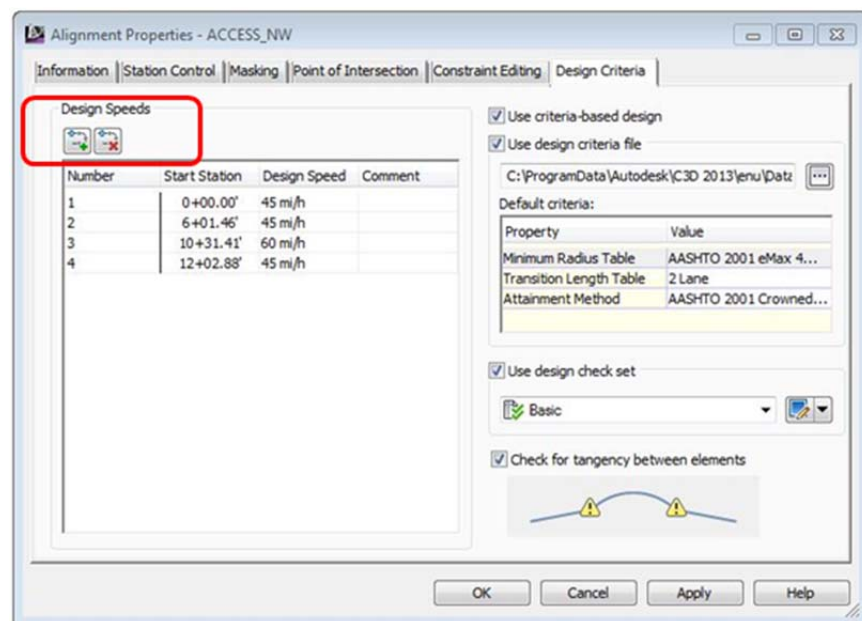 Alignment Properties - ACCESS_NW
Information Station Control Masking Point of Intersection Constraint Editing Design Criteria
Design Speeds
Number Start Station Design Speed Comment
1 0+00.00' 45 mi/h
2 6+01.46' 45 mi/h
3 10+31.41' 60 mi/h
4 12+02.88' 45 mi/h
Use criteria-based design
Use design criteria file
C:\ProgramData\Autodesk\C3D 2013\enu\Data ...
Default criteria:
Property Value
Minimum Radius Table AASHTO 2001 eMax 4...
Transition Length Table 2 Lane
Attainment Method AASHTO 2001 Crowned...
Use design check set
Basic
Check for tangency between elements
OK Cancel Apply Help